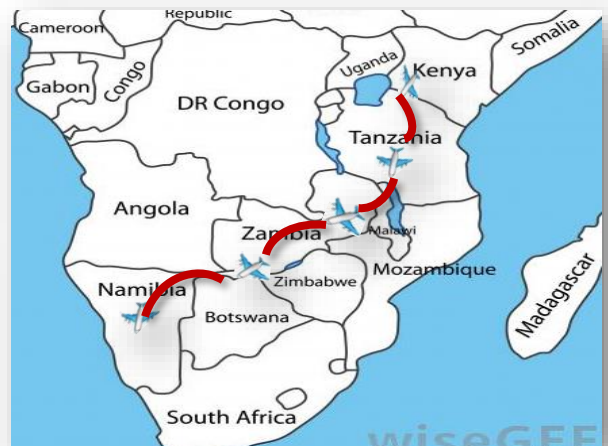 Republic
Cameroon
Somalia
Uganda
Kenya
Gabon
Congo
DR Congo
Tanzania
Angola
Zambia
Malawi
Mozambique
Namibia
Zimbabwe
Madagascar
Botswana
South Africa
wiseGEE